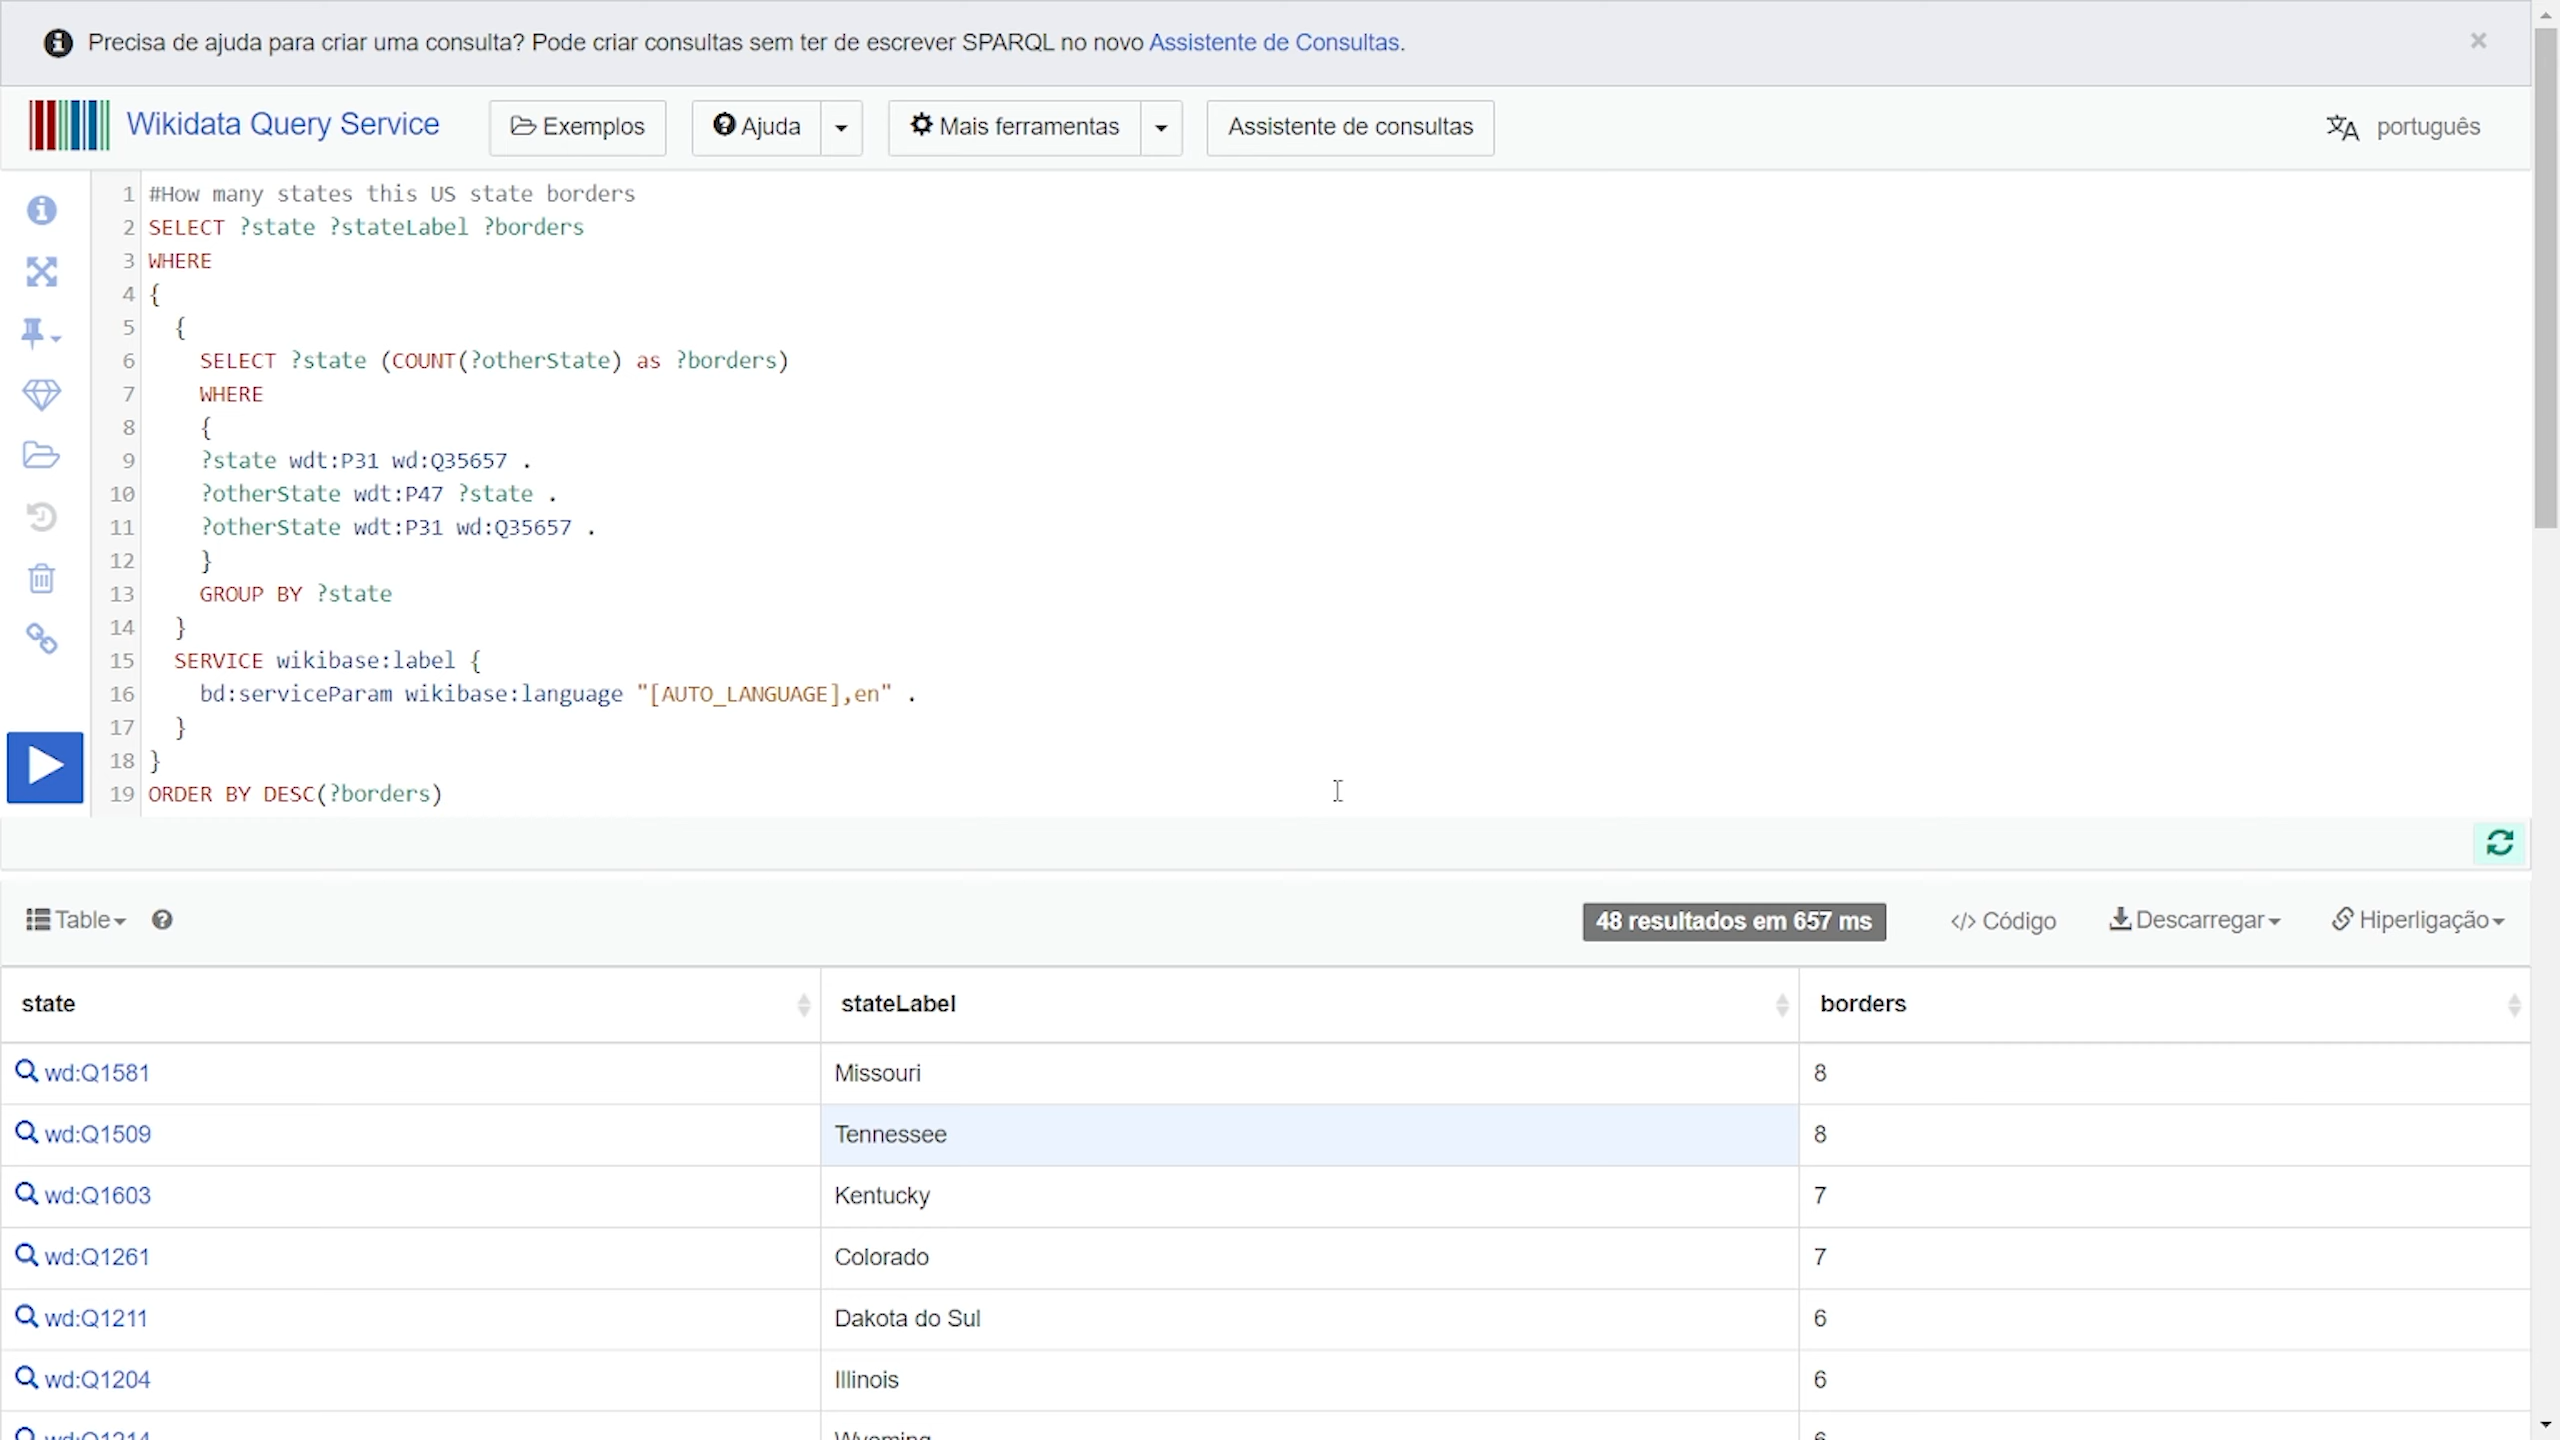 Precisa de ajuda para criar uma consulta? Pode criar consultas sem ter de escrever SPARQL no novo Assistente de Consultas.
Wikidata Query Service Exemplos Ajuda Mais ferramentas Assistente de consultas português
1 #How many states this US state borders
2 SELECT ?state ?stateLabel ?borders
3 WHERE
4 {
5 {
6 SELECT ?state (COUNT(?otherState) as ?borders)
7 WHERE
8 {
9 ?state wdt:P31 wd:Q35657 .
10 ?otherState wdt:P47 ?state .
11 ?otherState wdt:P31 wd:Q35657 .
12 }
13 GROUP BY ?state
14 }
15 SERVICE wikibase:label {
16 bd:serviceParam wikibase:language "[AUTO_LANGUAGE],en" .
17 }
18 }
19 ORDER BY DESC(?borders)
Table 48 resultados em 657 ms </> Código Descarregar Hiperligação
state stateLabel borders
wd:Q1581 Missouri 8
wd:Q1509 Tennessee 8
wd:Q1603 Kentucky 7
wd:Q1261 Colorado 7
wd:Q1211 Dakota do Sul 6
wd:Q1204 Illinois 6
wd:Q1214 Wyoming 6